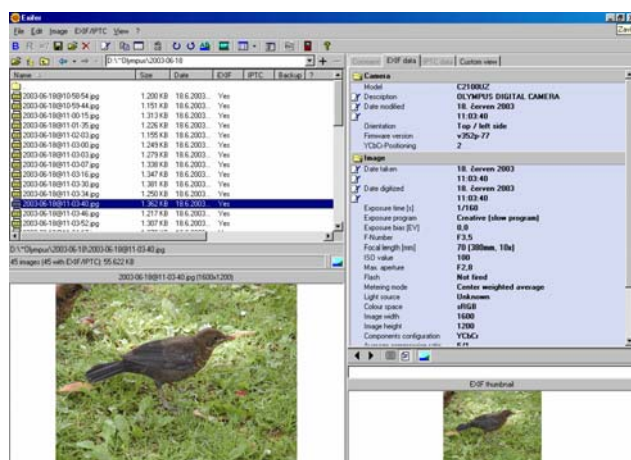 Exifer
File Edit Image EXIF/IPTC View ?
D:\~Olympus\2003-06-18
Name Size Date EXIF IPTC Backup ?
2003-06-18@10-58-54.jpg 1.200 KB 18.6.2003... Yes
2003-06-18@10-59-44.jpg 1.151 KB 18.6.2003... Yes
2003-06-18@11-00-15.jpg 1.313 KB 18.6.2003... Yes
2003-06-18@11-01-35.jpg 1.226 KB 18.6.2003... Yes
2003-06-18@11-02-03.jpg 1.155 KB 18.6.2003... Yes
2003-06-18@11-03-00.jpg 1.249 KB 18.6.2003... Yes
2003-06-18@11-03-03.jpg 1.279 KB 18.6.2003... Yes
2003-06-18@11-03-07.jpg 1.338 KB 18.6.2003... Yes
2003-06-18@11-03-16.jpg 1.347 KB 18.6.2003... Yes
2003-06-18@11-03-30.jpg 1.381 KB 18.6.2003... Yes
2003-06-18@11-03-34.jpg 1.250 KB 18.6.2003... Yes
2003-06-18@11-03-40.jpg 1.362 KB 18.6.2003... Yes
2003-06-18@11-03-46.jpg 1.217 KB 18.6.2003... Yes
2003-06-18@11-03-52.jpg 1.307 KB 18.6.2003... Yes
D:\~Olympus\2003-06-18\2003-06-18@11-03-40.jpg
45 images (45 with EXIF/IPTC); 55.622 KB
2003-06-18@11-03-40.jpg (1600x1200)
Comment EXIF data IPTC data Custom view
Camera
Model C2100UZ
Description OLYMPUS DIGITAL CAMERA
Date modified 18. červen 2003
11:03:40
Orientation Top / left side
Firmware version v352p-77
YCbCr-Positioning 2
Image
Date taken 18. červen 2003
11:03:40
Date digitized 18. červen 2003
11:03:40
Exposure time [s] 1/160
Exposure program Creative (slow program)
Exposure bias [EV] 0,0
F-Number F3,5
Focal length [mm] 70 (380mm, 10x)
ISO value 100
Max. aperture F2,8
Flash Not fired
Metering mode Center weighted average
Light source Unknown
Colour space sRGB
Image width 1600
Image height 1200
Components configuration YCbCr
EXIF thumbnail